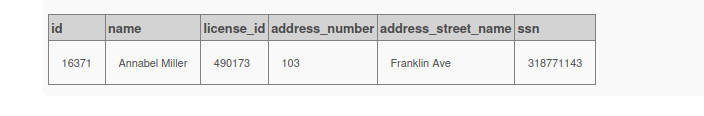 id name license_id address_number address_street_name ssn
16371 Annabel Miller 490173 103 Franklin Ave 318771143